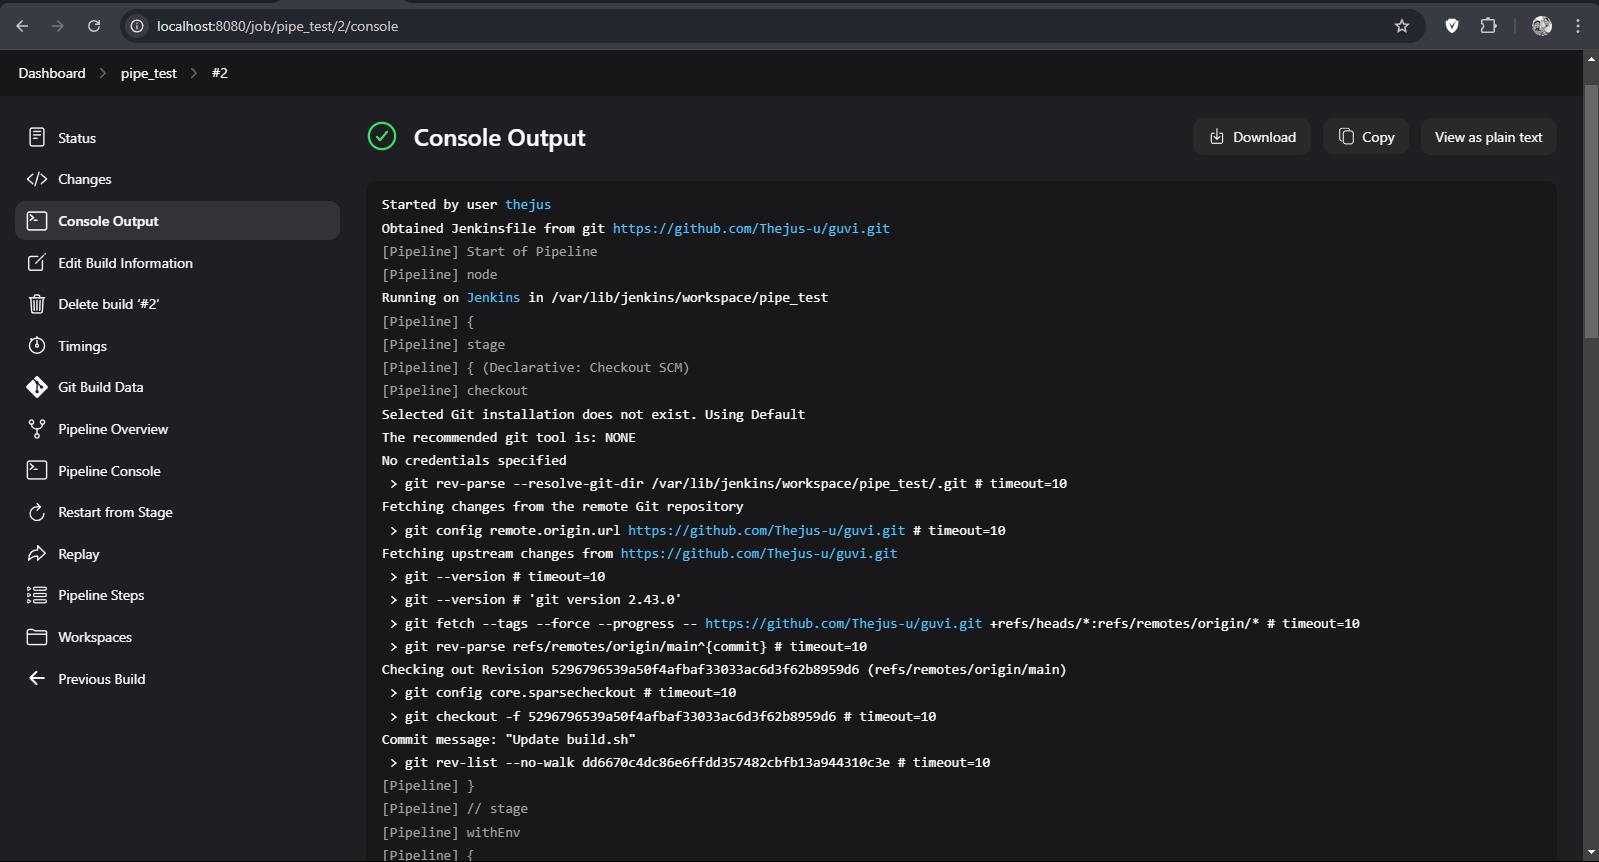 localhost:8080/job/pipe_test/2/console
Dashboard
pipe_test
#2
Status
Changes
Console Output
Edit Build Information
Delete build ‘#2’
Timings
Git Build Data
Pipeline Overview
Pipeline Console
Restart from Stage
Replay
Pipeline Steps
Workspaces
Previous Build
Console Output
Download
Copy
View as plain text
Started by user thejus
Obtained Jenkinsfile from git https://github.com/Thejus-u/guvi.git
[Pipeline] Start of Pipeline
[Pipeline] node
Running on Jenkins in /var/lib/jenkins/workspace/pipe_test
[Pipeline] {
[Pipeline] stage
[Pipeline] { (Declarative: Checkout SCM)
[Pipeline] checkout
Selected Git installation does not exist. Using Default
The recommended git tool is: NONE
No credentials specified
> git rev-parse --resolve-git-dir /var/lib/jenkins/workspace/pipe_test/.git # timeout=10
Fetching changes from the remote Git repository
> git config remote.origin.url https://github.com/Thejus-u/guvi.git # timeout=10
Fetching upstream changes from https://github.com/Thejus-u/guvi.git
> git --version # timeout=10
> git --version # 'git version 2.43.0'
> git fetch --tags --force --progress -- https://github.com/Thejus-u/guvi.git +refs/heads/*:refs/remotes/origin/* # timeout=10
> git rev-parse refs/remotes/origin/main^{commit} # timeout=10
Checking out Revision 5296796539a50f4afbaf33033ac6d3f62b8959d6 (refs/remotes/origin/main)
> git config core.sparsecheckout # timeout=10
> git checkout -f 5296796539a50f4afbaf33033ac6d3f62b8959d6 # timeout=10
Commit message: "Update build.sh"
> git rev-list --no-walk dd6670c4dc86e6ffdd357482cbfb13a944310c3e # timeout=10
[Pipeline] }
[Pipeline] // stage
[Pipeline] withEnv
[Pipeline] {